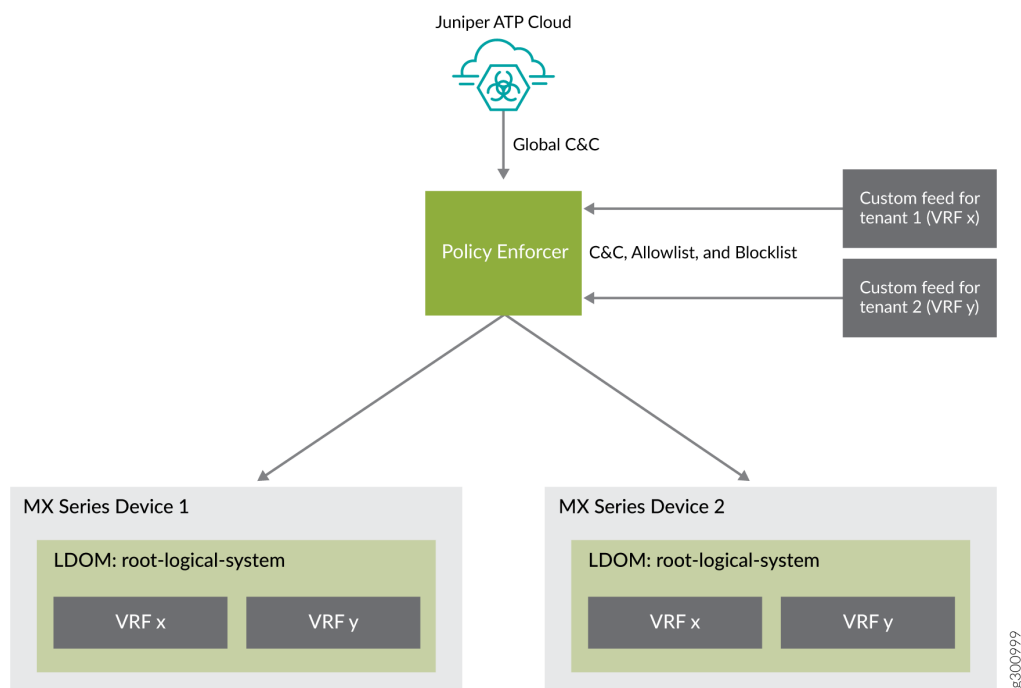 Juniper ATP Cloud
Global C&C
Custom feed for
tenant 1 (VRF x)
Policy Enforcer
C&C, Allowlist, and Blocklist
Custom feed for
tenant 2 (VRF y)
MX Series Device 1
LDOM: root-logical-system
VRF x
VRF y
MX Series Device 2
LDOM: root-logical-system
VRF x
VRF y
g300999